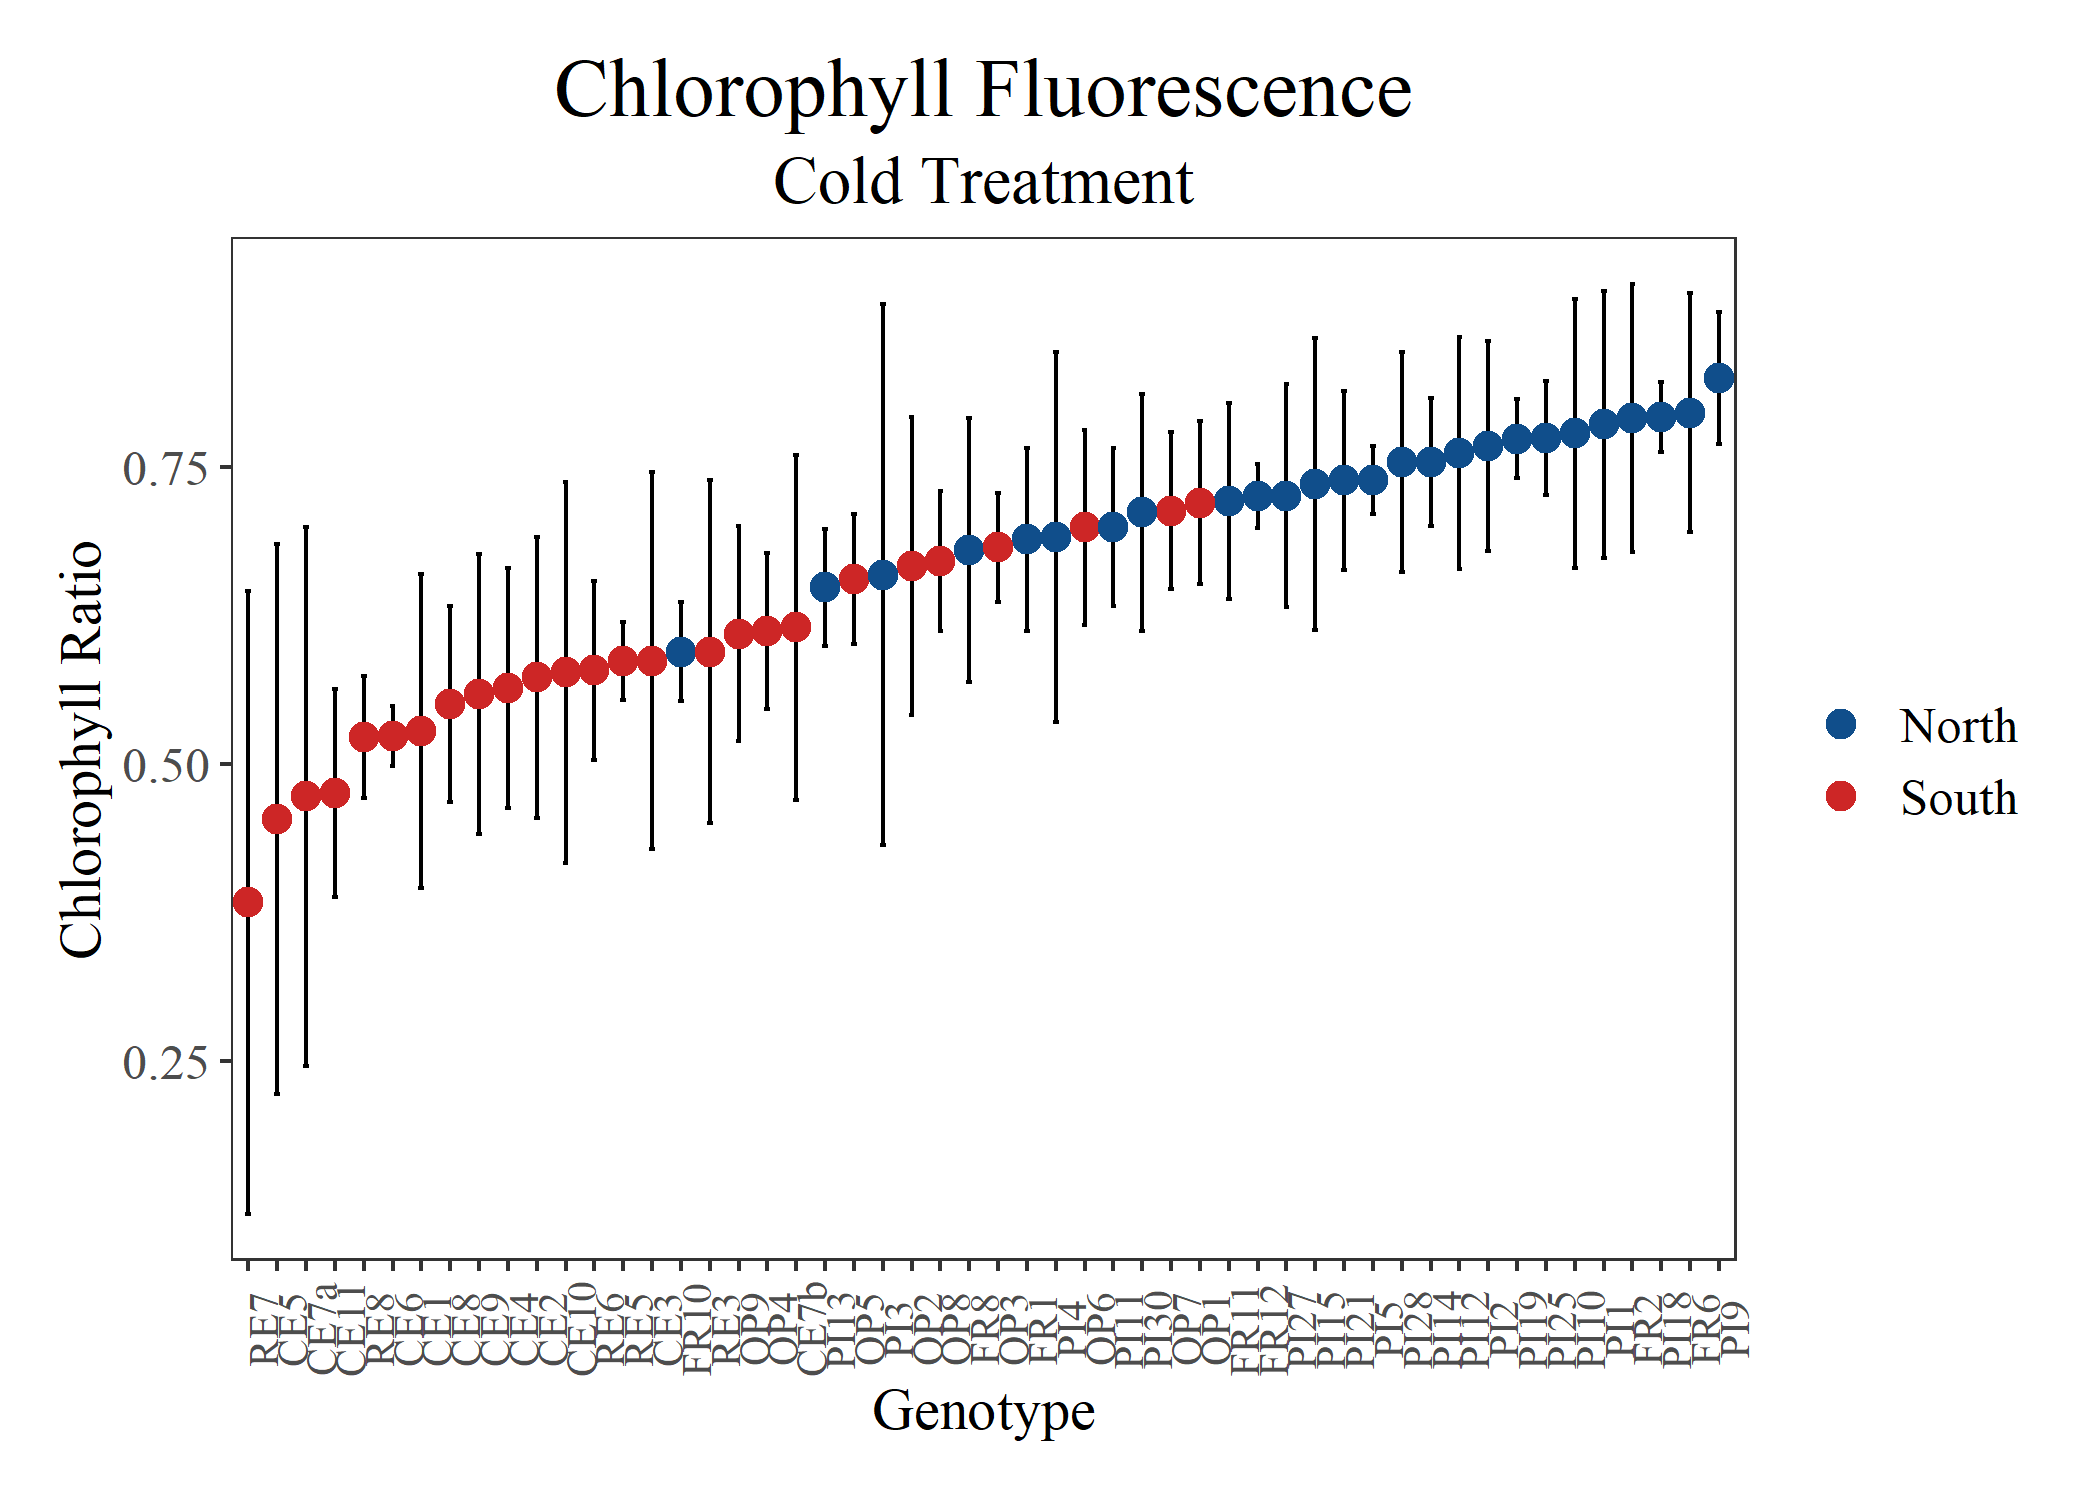 Chlorophyll Fluorescence
Cold Treatment
Chlorophyll Ratio
0.75
0.50
0.25
North
South
RE7
CE5
CE7a
CE11
RE8
CE6
CE1
CE8
CE9
CE4
CE2
CE10
RE6
RE5
CE3
FR10
RE3
OP9
OP4
CE7b
PI13
OP5
PI3
OP2
OP8
FR8
OP3
FR1
PI4
OP6
PI11
PI30
OP7
OP1
FR11
FR12
PI27
PI15
PI21
PI5
PI28
PI14
PI12
PI2
PI19
PI25
PI10
PI1
FR2
PI18
FR6
PI9
Genotype